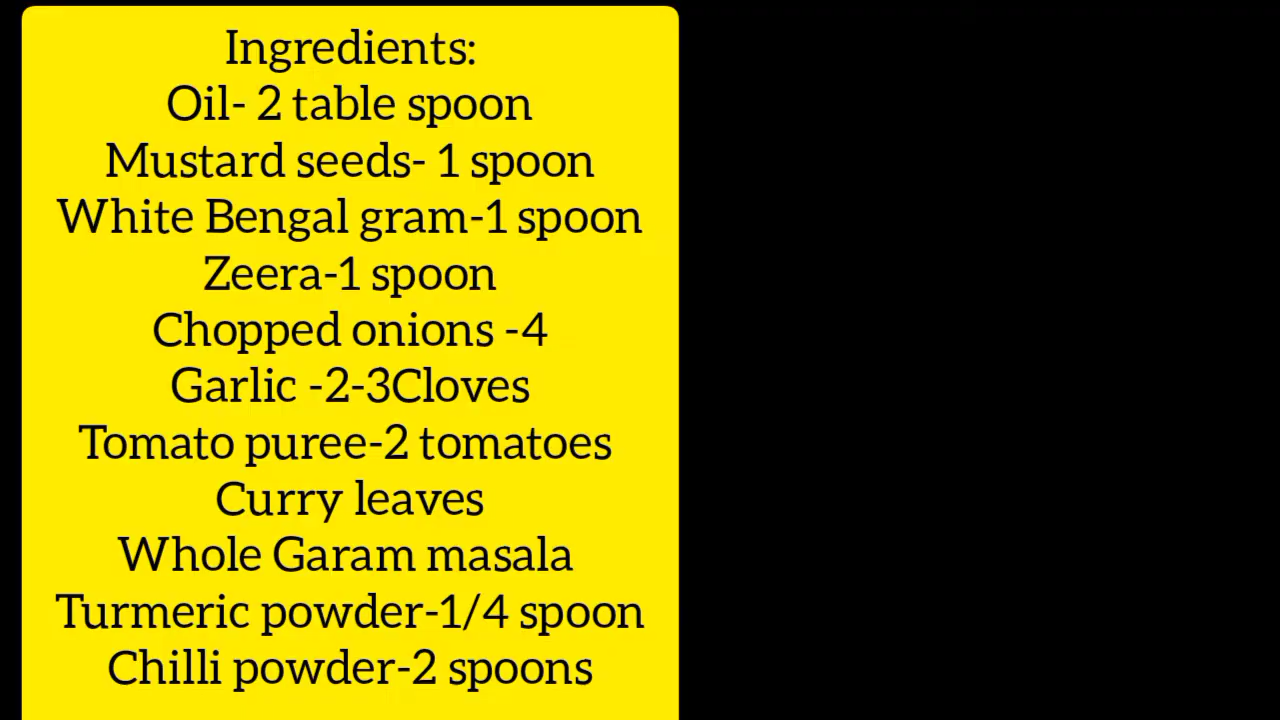 Ingredients:
Oil- 2 table spoon
Mustard seeds- 1 spoon
White Bengal gram-1 spoon
Zeera-1 spoon
Chopped onions -4
Garlic -2-3Cloves
Tomato puree-2 tomatoes
Curry leaves
Whole Garam masala
Turmeric powder-1/4 spoon
Chilli powder-2 spoons